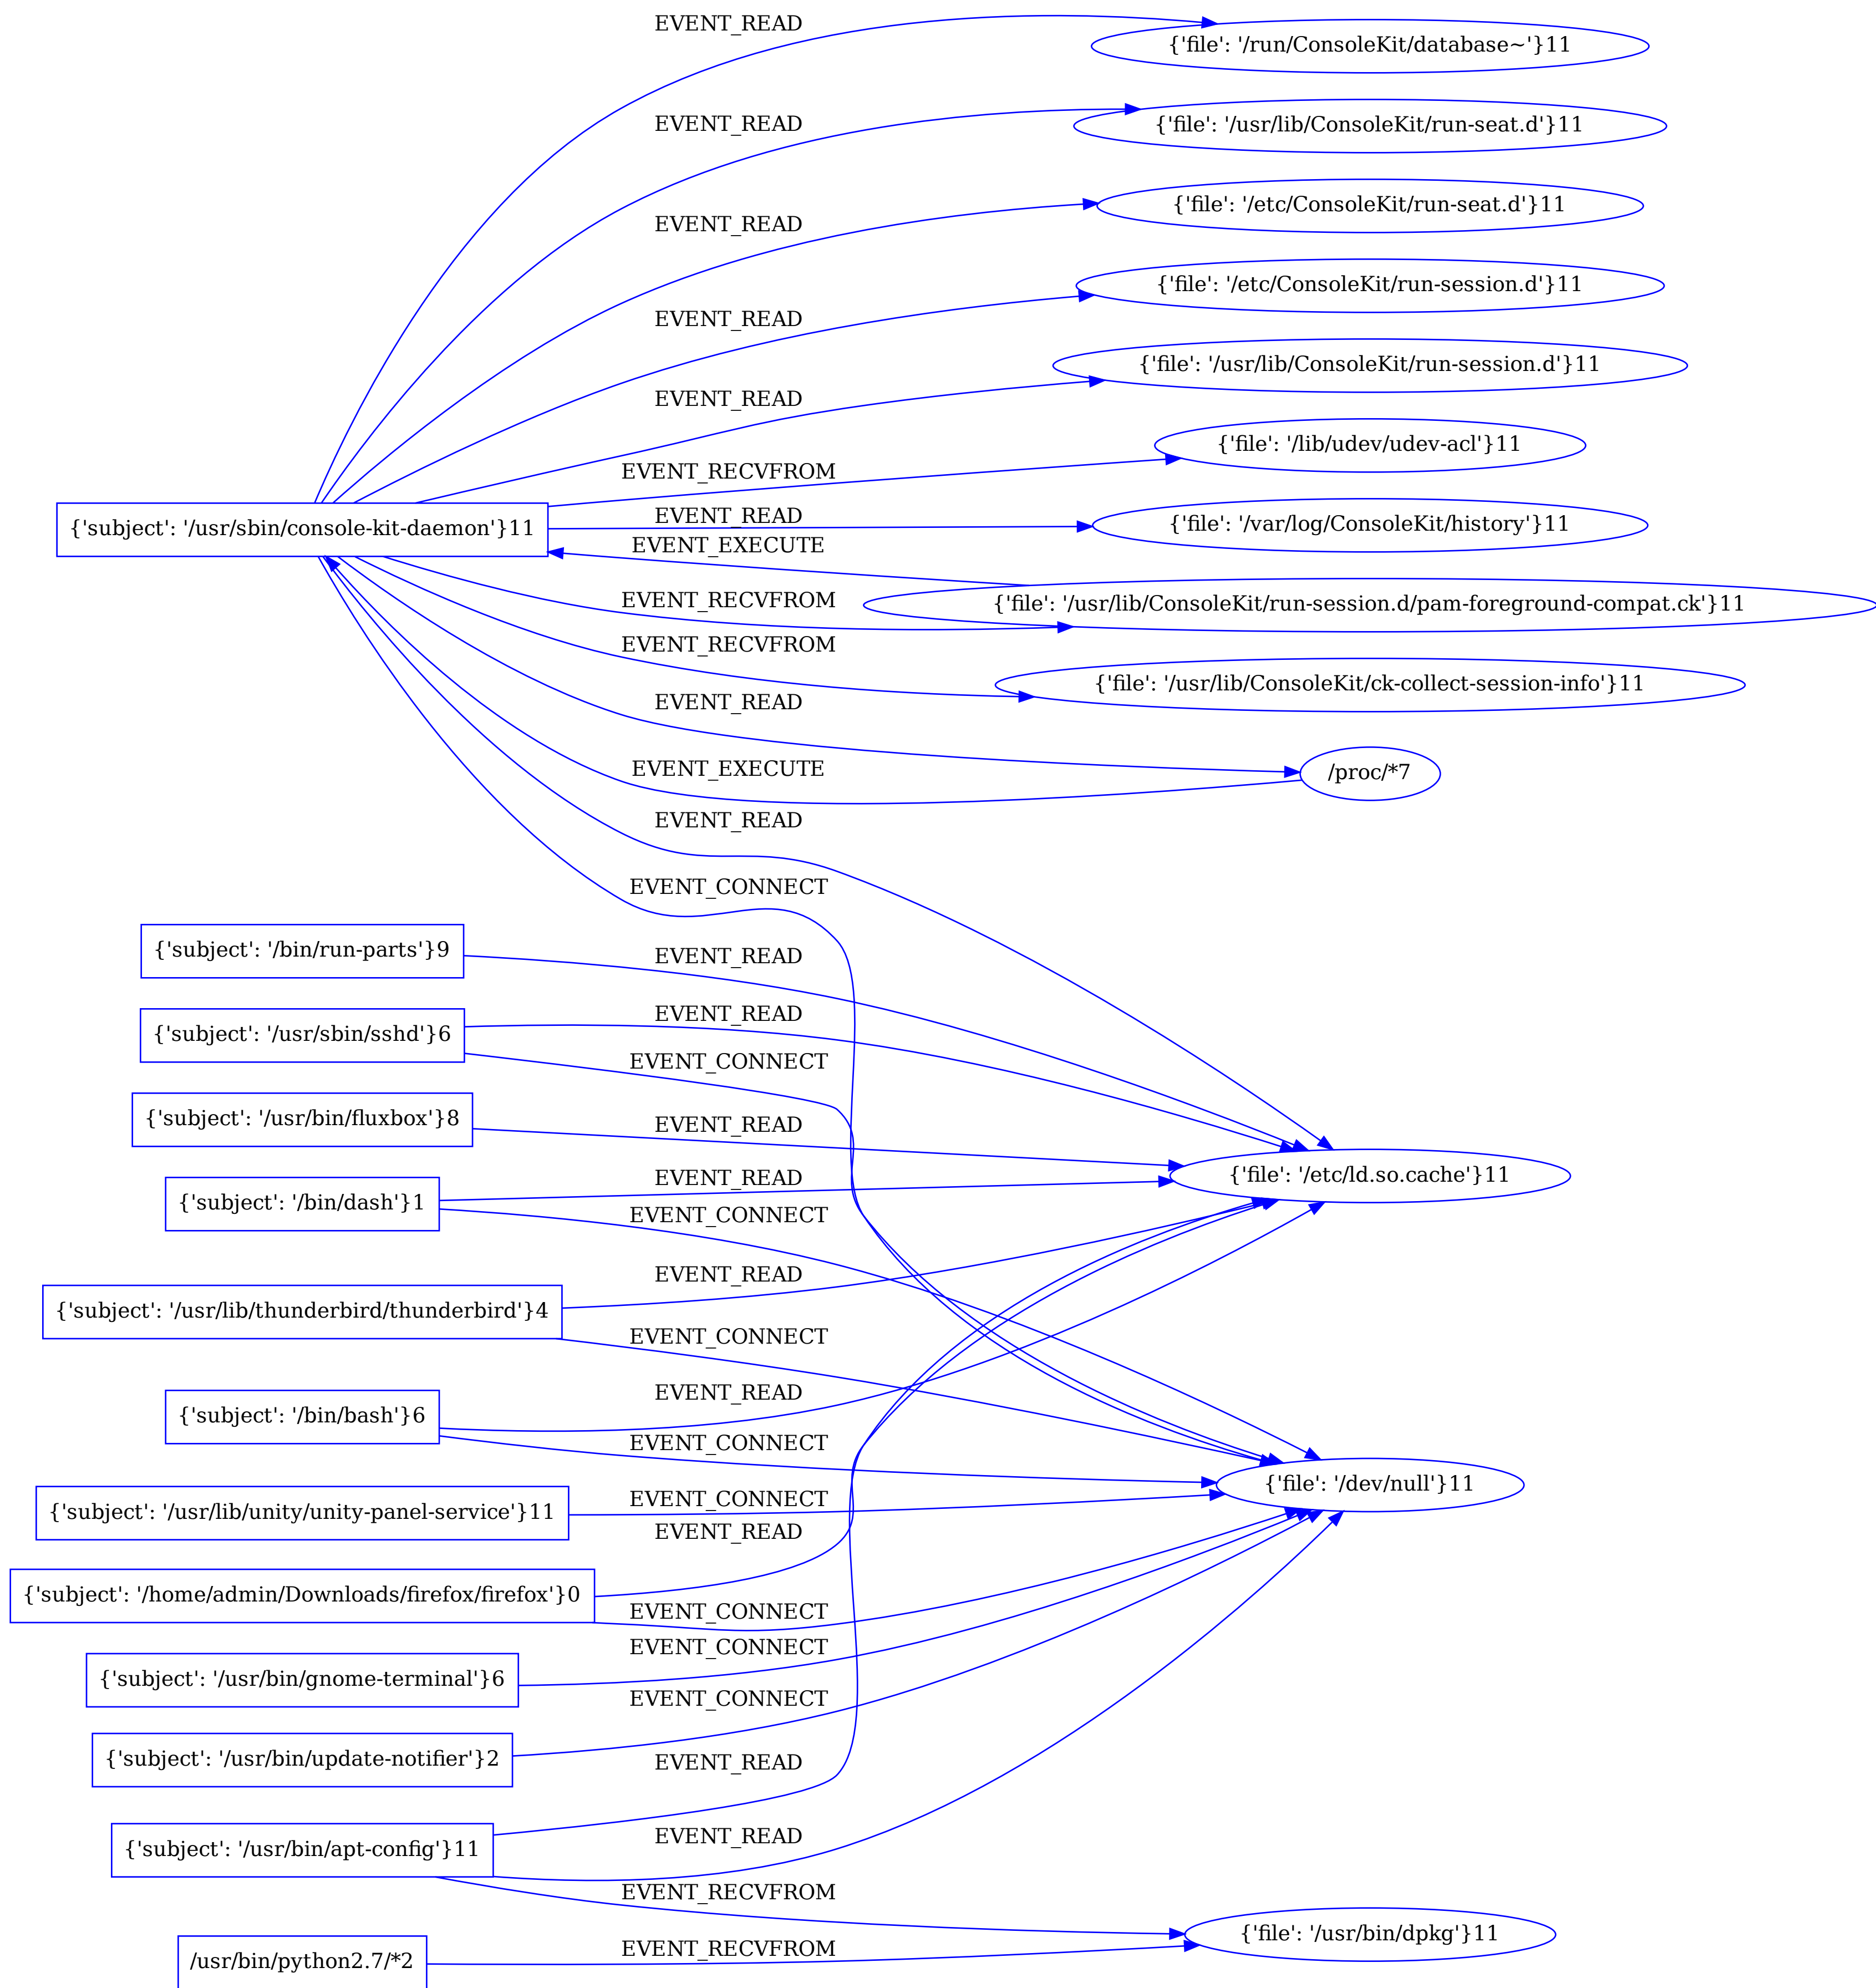 EVENT_READ
{'file': '/run/ConsoleKit/database~'}11
EVENT_READ
{'file': '/usr/lib/ConsoleKit/run-seat.d'}11
EVENT_READ
{'file': '/etc/ConsoleKit/run-seat.d'}11
EVENT_READ
{'file': '/etc/ConsoleKit/run-session.d'}11
EVENT_READ
{'file': '/usr/lib/ConsoleKit/run-session.d'}11
EVENT_RECVFROM
{'file': '/lib/udev/udev-acl'}11
{'subject': '/usr/sbin/console-kit-daemon'}11
EVENT_READ
{'file': '/var/log/ConsoleKit/history'}11
EVENT_EXECUTE
EVENT_RECVFROM
{'file': '/usr/lib/ConsoleKit/run-session.d/pam-foreground-compat.ck'}11
EVENT_RECVFROM
{'file': '/usr/lib/ConsoleKit/ck-collect-session-info'}11
EVENT_READ
EVENT_EXECUTE
/proc/*7
EVENT_READ
EVENT_CONNECT
{'subject': '/bin/run-parts'}9
EVENT_READ
{'subject': '/usr/sbin/sshd'}6
EVENT_READ
EVENT_CONNECT
{'subject': '/usr/bin/fluxbox'}8
EVENT_READ
{'file': '/etc/ld.so.cache'}11
{'subject': '/bin/dash'}1
EVENT_READ
EVENT_CONNECT
{'subject': '/usr/lib/thunderbird/thunderbird'}4
EVENT_READ
EVENT_CONNECT
{'subject': '/bin/bash'}6
EVENT_READ
EVENT_CONNECT
{'file': '/dev/null'}11
{'subject': '/usr/lib/unity/unity-panel-service'}11
EVENT_CONNECT
EVENT_READ
{'subject': '/home/admin/Downloads/firefox/firefox'}0
EVENT_CONNECT
{'subject': '/usr/bin/gnome-terminal'}6
EVENT_CONNECT
{'subject': '/usr/bin/update-notifier'}2
EVENT_CONNECT
EVENT_READ
{'subject': '/usr/bin/apt-config'}11
EVENT_READ
EVENT_RECVFROM
{'file': '/usr/bin/dpkg'}11
/usr/bin/python2.7/*2
EVENT_RECVFROM